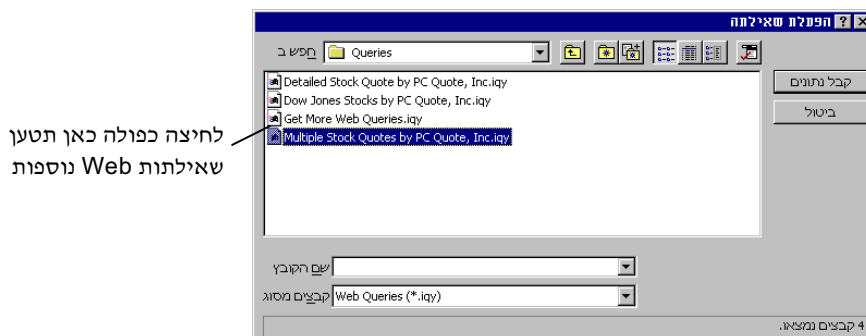 הפעלת שאילתה
חפש ב
Queries
Detailed Stock Quote by PC Quote, Inc.iqy
Dow Jones Stocks by PC Quote, Inc.iqy
Get More Web Queries.iqy
Multiple Stock Quotes by PC Quote, Inc.iqy
קבל נתונים
ביטול
לחיצה כפולה כאן תטען
שאילתות Web נוספות
שם הקובץ
קבצים מסוג
Web Queries (*.iqy)
4 קבצים נמצאו.